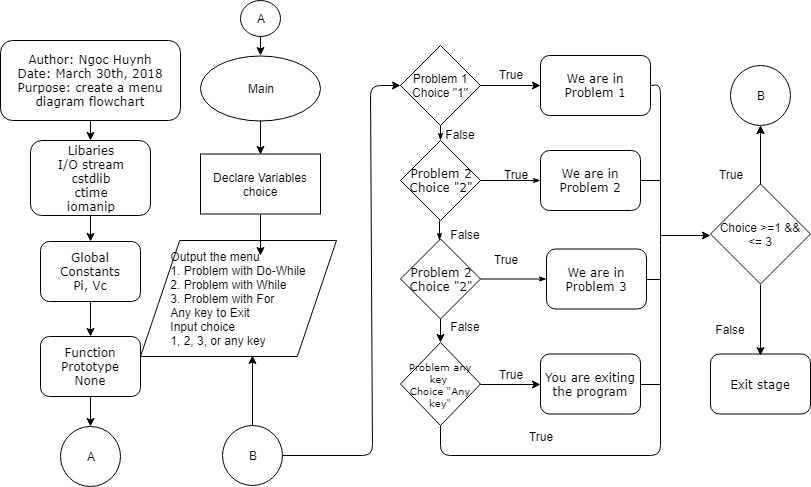 Author: Ngoc Huynh
Date: March 30th, 2018
Purpose: create a menu
diagram flowchart
Libaries
I/O stream
cstdlib
ctime
iomanip
Global
Constants
Pi, Vc
Function
Prototype
None
A
A
Main
Declare Variables
choice
Output the menu
1. Problem with Do-While
2. Problem with While
3. Problem with For
Any key to Exit
Input choice
1, 2, 3, or any key
B
Problem 1
Choice "1"
True
We are in
Problem 1
False
Problem 2
Choice "2"
True
We are in
Problem 2
False
Problem 2
Choice "2"
True
We are in
Problem 3
False
Problem any
key
Choice "Any
key"
True
You are exiting
the program
True
B
True
Choice >=1 &&
<= 3
False
Exit stage